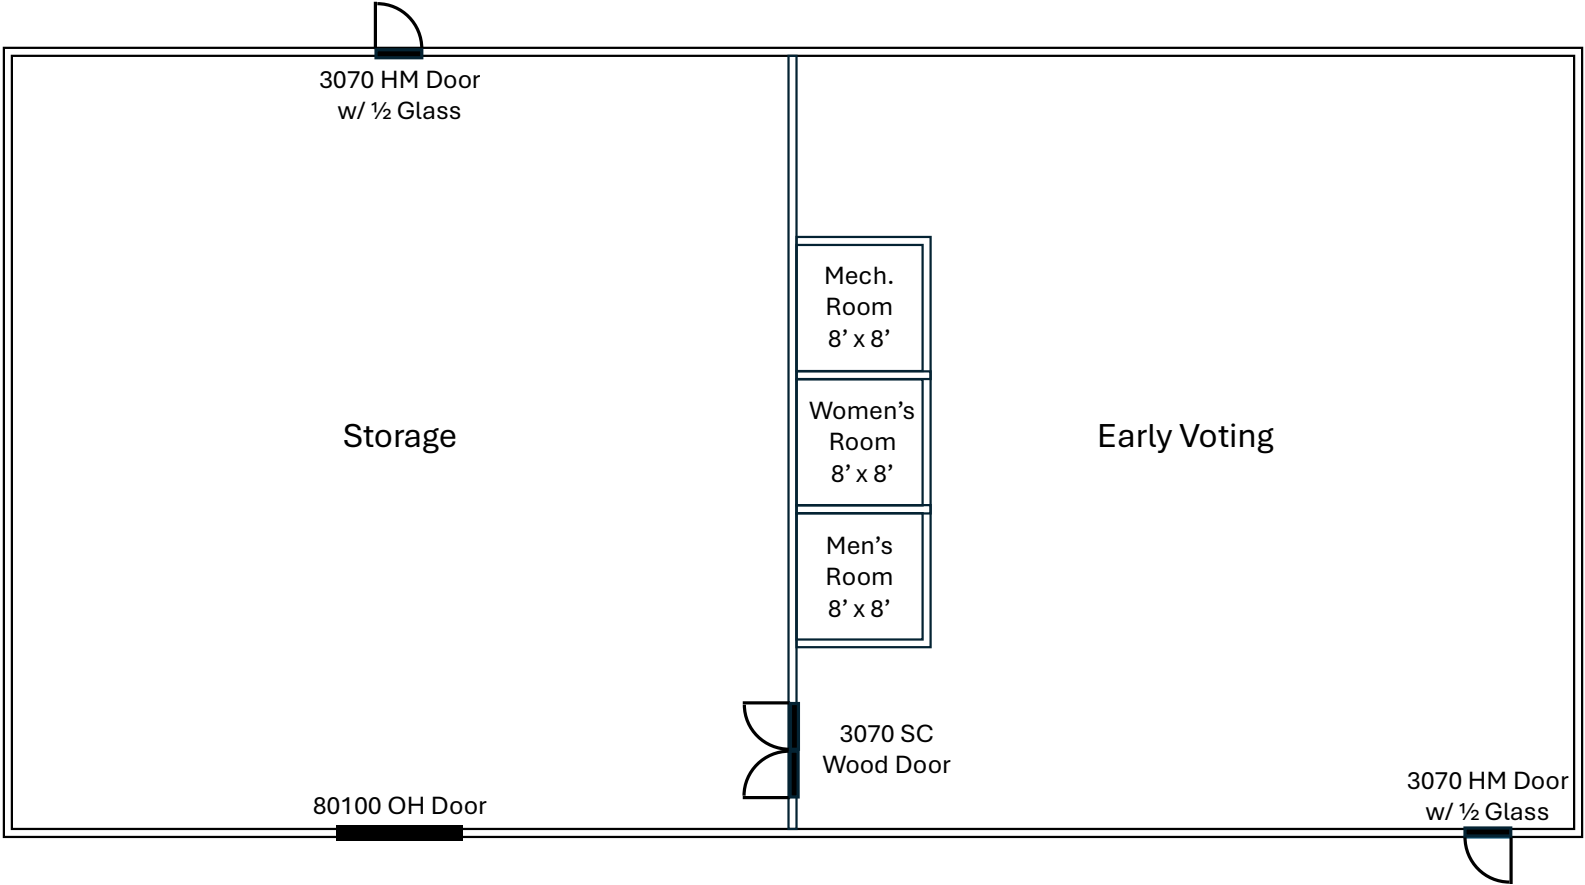 3070 HM Door
w/ ½ Glass
Mech.
Room
8’ x 8’
Women’s
Room
8’ x 8’
Storage
Early Voting
Men’s
Room
8’ x 8’
3070 SC
Wood Door
80100 OH Door
3070 HM Door
w/ ½ Glass